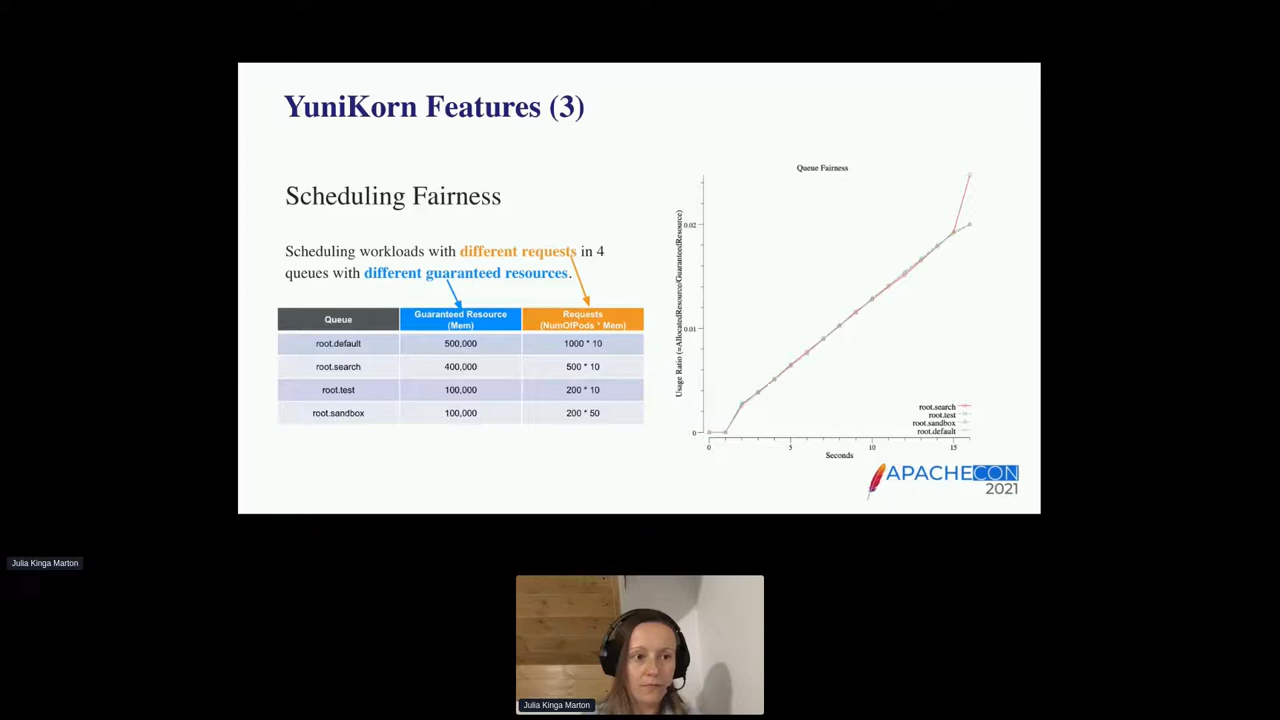 YuniKorn Features (3)
Scheduling Fairness
Scheduling workloads with different requests in 4
queues with different guaranteed resources.
Queue
Guaranteed Resource
(Mem)
Requests
(NumOfPods * Mem)
root.default
500,000
1000 * 10
root.search
400,000
500 * 10
root.test
100,000
200 * 10
root.sandbox
100,000
200 * 50
Queue Fairness
Usage Ratio (=AllocatedResource/GuaranteedResource)
0.02
0.01
0
0
5
10
15
Seconds
root.search
root.test
root.sandbox
root.default
APACHECON
2021
Julia Kinga Marton
Julia Kinga Marton